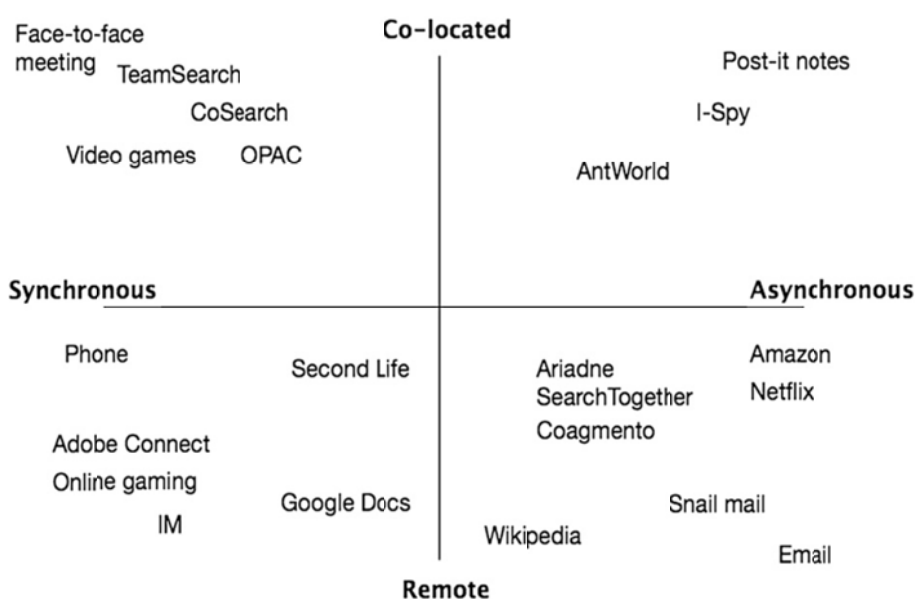 Co-located
Face-to-face
meeting
TeamSearch
CoSearch
Video games
OPAC
Post-it notes
I-Spy
AntWorld
Synchronous
Asynchronous
Phone
Second Life
Adobe Connect
Online gaming
IM
Google Docs
Ariadne
SearchTogether
Coagmento
Amazon
Netflix
Snail mail
Wikipedia
Email
Remote